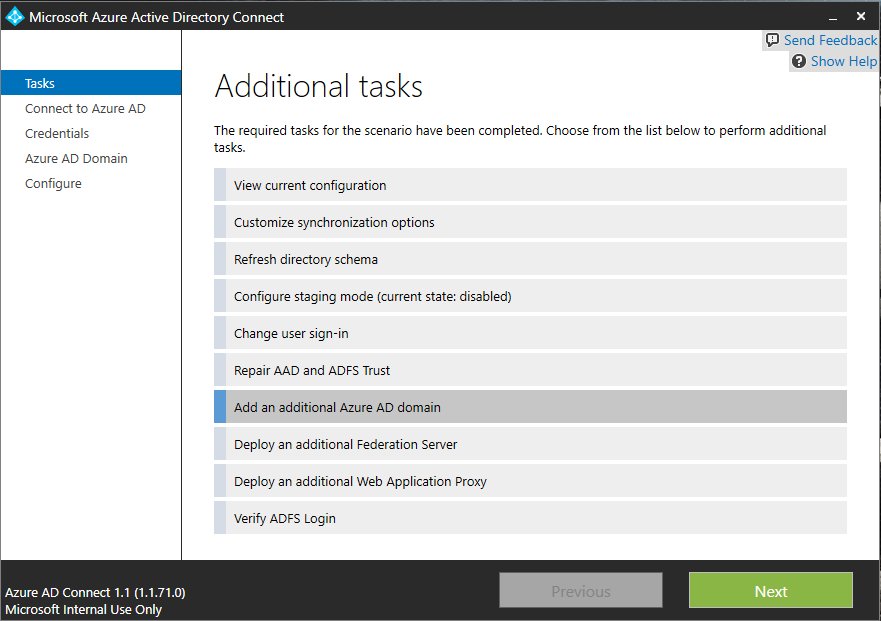 Microsoft Azure Active Directory Connect
Send Feedback
Show Help
Tasks
Connect to Azure AD
Credentials
Azure AD Domain
Configure
Additional tasks
The required tasks for the scenario have been completed. Choose from the list below to perform additional
tasks.
View current configuration
Customize synchronization options
Refresh directory schema
Configure staging mode (current state: disabled)
Change user sign-in
Repair AAD and ADFS Trust
Add an additional Azure AD domain
Deploy an additional Federation Server
Deploy an additional Web Application Proxy
Verify ADFS Login
Azure AD Connect 1.1 (1.1.71.0)
Microsoft Internal Use Only
Previous
Next